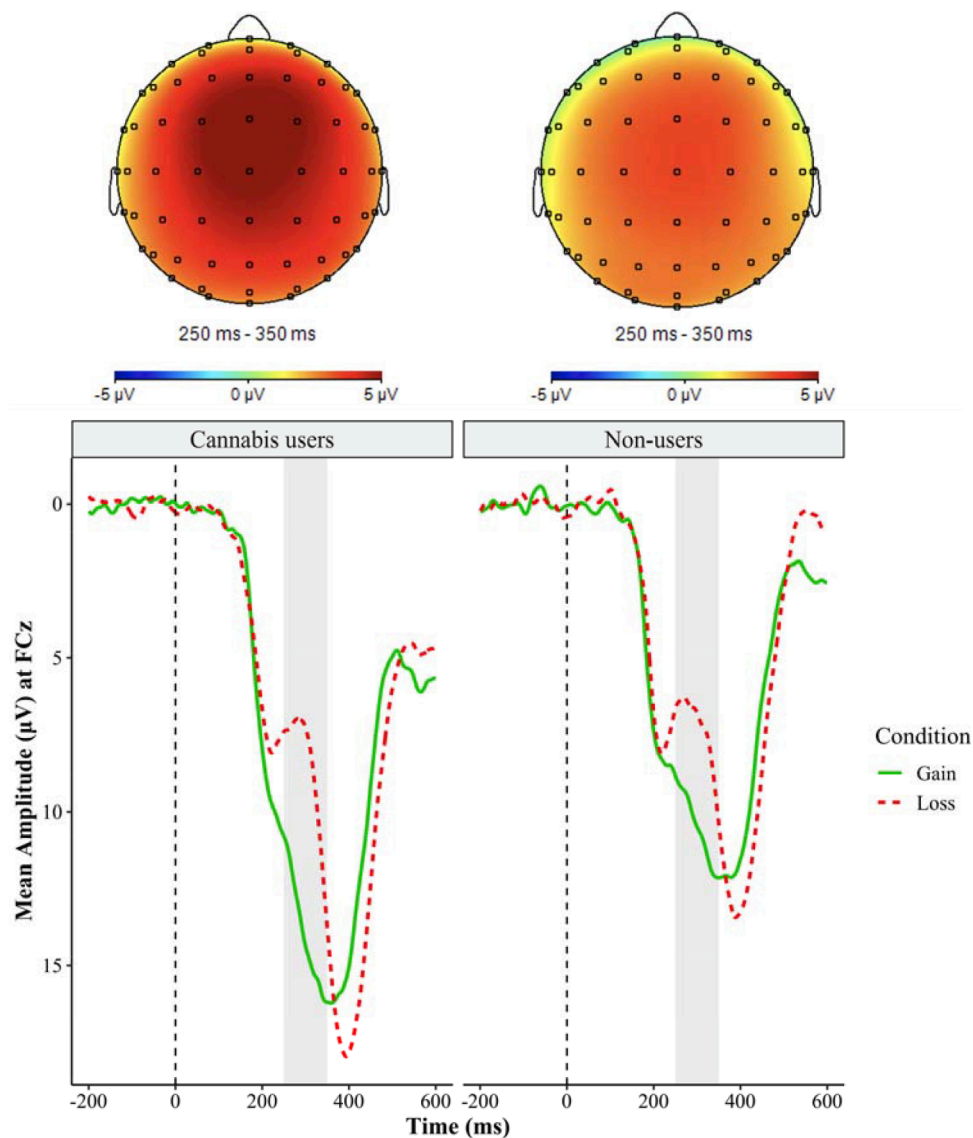 250 ms - 350 ms
250 ms - 350 ms
-5 µV 0 µV 5 µV
-5 µV 0 µV 5 µV
Cannabis users
Non-users
Mean Amplitude (µV) at FCz
0
5
10
15
Condition
Gain
Loss
-200 0 200 400 600
-200 0 200 400 600
Time (ms)